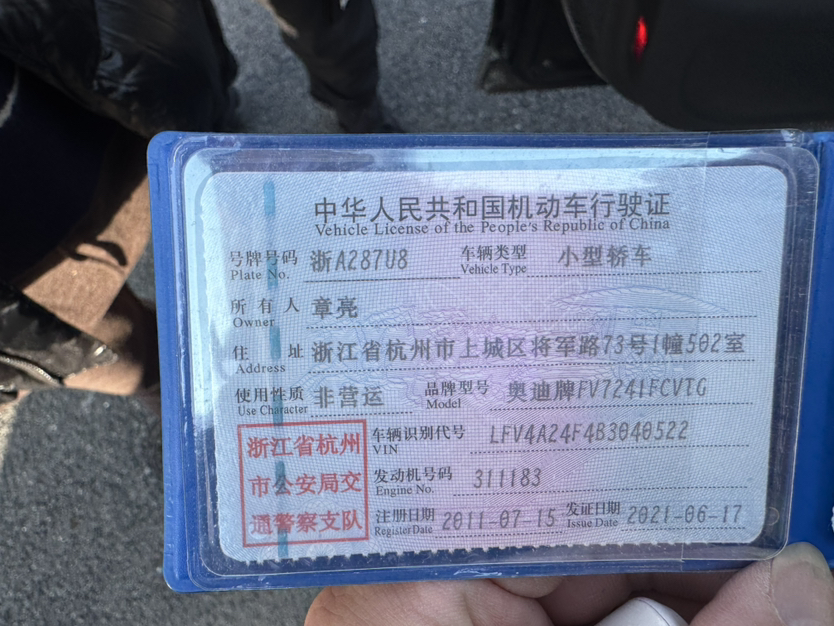 中华人民共和国机动车行驶证
Vehicle License of the People's Republic of China
号牌号码 浙A287U8 车辆类型 小型轿车
Plate No. Vehicle Type
所有人 章亮
Owner
住址 浙江省杭州市上城区将军路73号1幢502室
Address
使用性质 非营运 品牌型号 奥迪牌FV7241FCVTG
Use Character Model
浙江省杭州
市公安局交
通警察支队
车辆识别代号 LFV4A24F4B3040522
VIN
发动机号码 311183
Engine No.
注册日期 2011-07-15 发证日期 2021-06-17
Register Date Issue Date